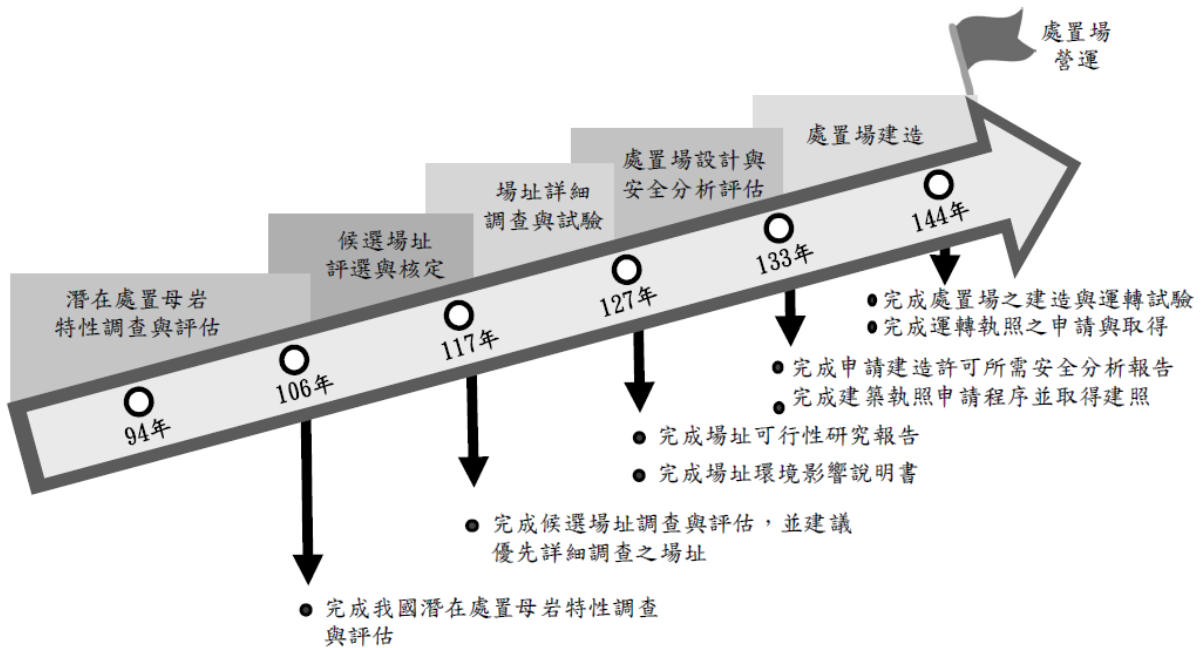 處置場
營運
處置場建造
處置場設計與
安全分析評估
場址詳細
調查與試驗
候選場址
評選與核定
潛在處置母岩
特性調查與評估
94年
106年
117年
127年
133年
144年
完成處置場之建造與運轉試驗
完成運轉執照之申請與取得
完成申請建造許可所需安全分析報告
完成建築執照申請程序並取得建照
完成場址可行性研究報告
完成場址環境影響說明書
完成候選場址調查與評估，並建議
優先詳細調查之場址
完成我國潛在處置母岩特性調查
與評估